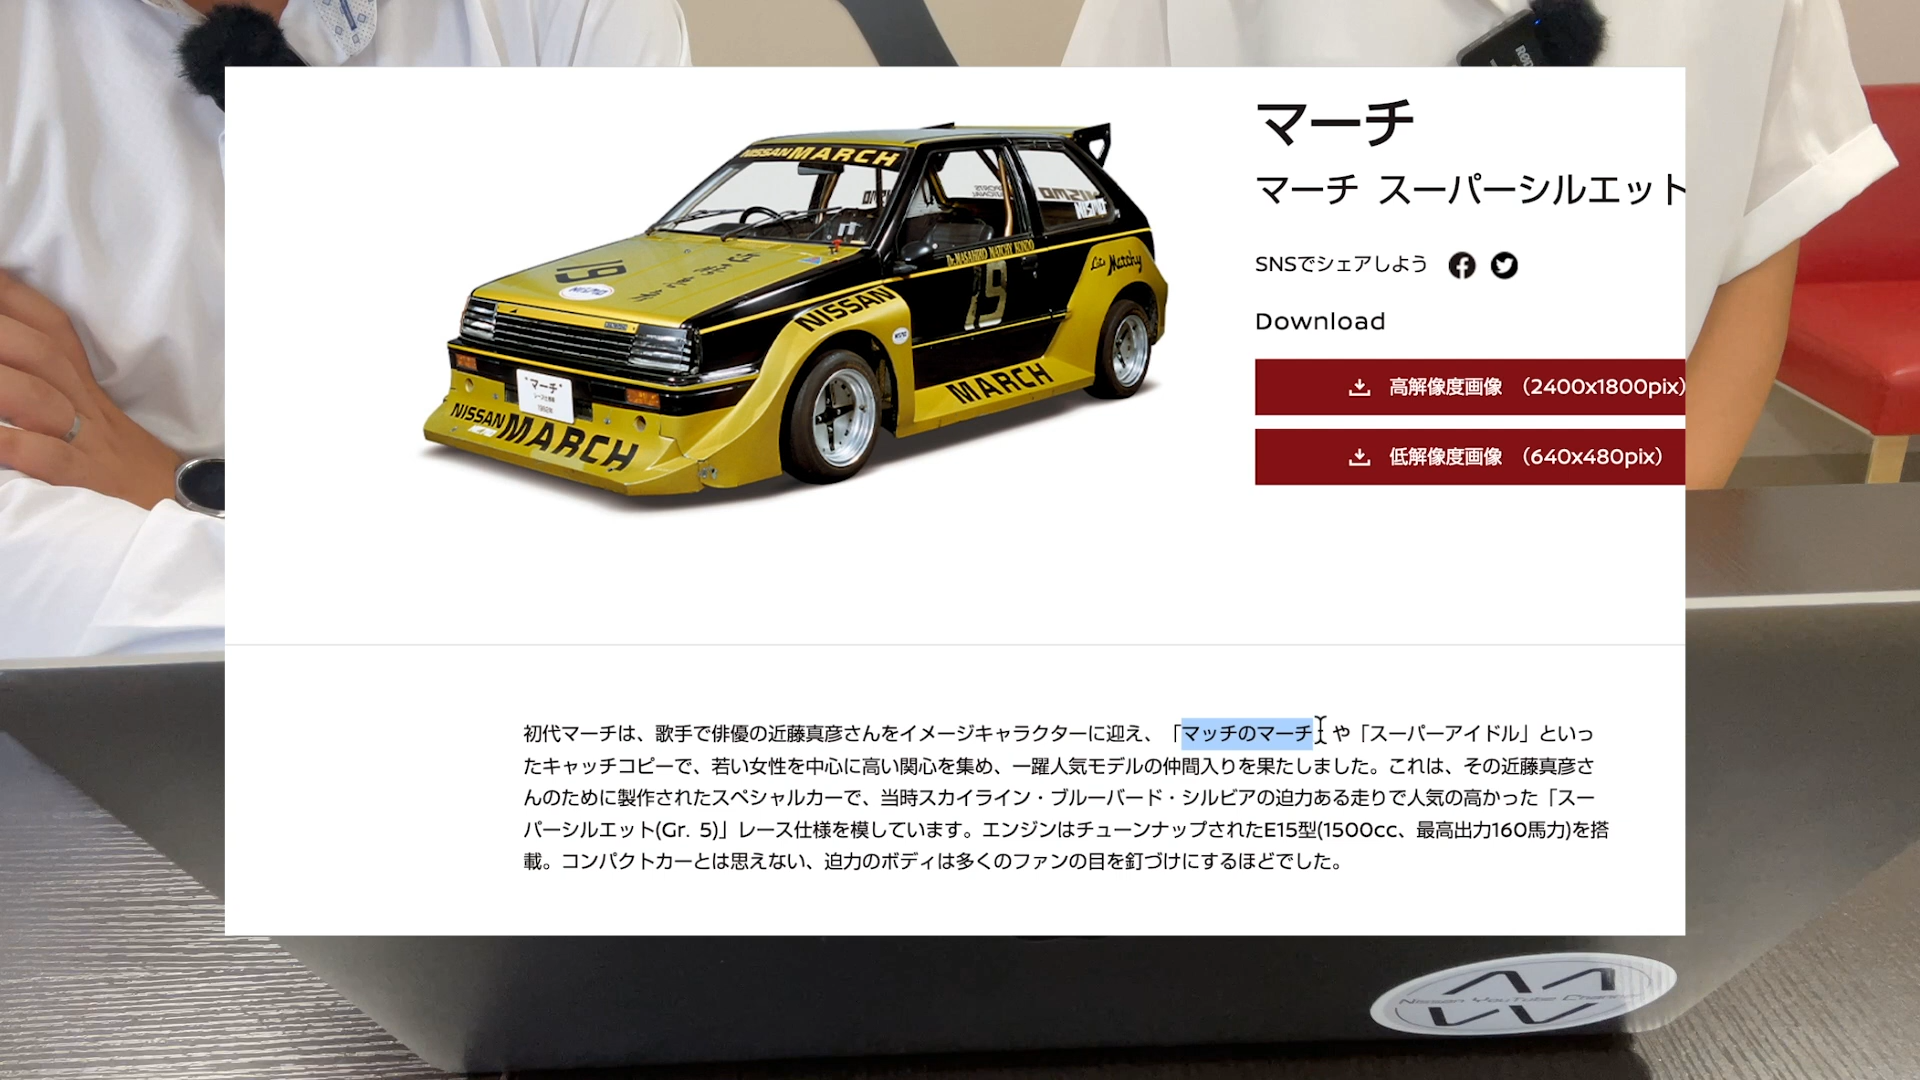 マーチ
マーチ スーパーシルエット
SNSでシェアしよう
Download
高解像度画像 （2400x1800pix）
低解像度画像 （640x480pix）
NISSAN MARCH
19
NISSAN
Dr.MASAHIKO MATCHY KONDO
19
Let's Matchy
MARCH
マーチ
NISSAN MARCH
NISMO
初代マーチは、歌手で俳優の近藤真彦さんをイメージキャラクターに迎え、「マッチのマーチ」や「スーパーアイドル」といっ
たキャッチコピーで、若い女性を中心に高い関心を集め、一躍人気モデルの仲間入りを果たしました。これは、その近藤真彦さ
んのために製作されたスペシャルカーで、当時スカイライン・ブルーバード・シルビアの迫力ある走りで人気の高かった「スー
パーシルエット(Gr. 5)」レース仕様を模しています。エンジンはチューンナップされたE15型(1500cc、最高出力160馬力)を搭
載。コンパクトカーとは思えない、迫力のボディは多くのファンの目を釘づけにするほどでした。
Nissan YouTube